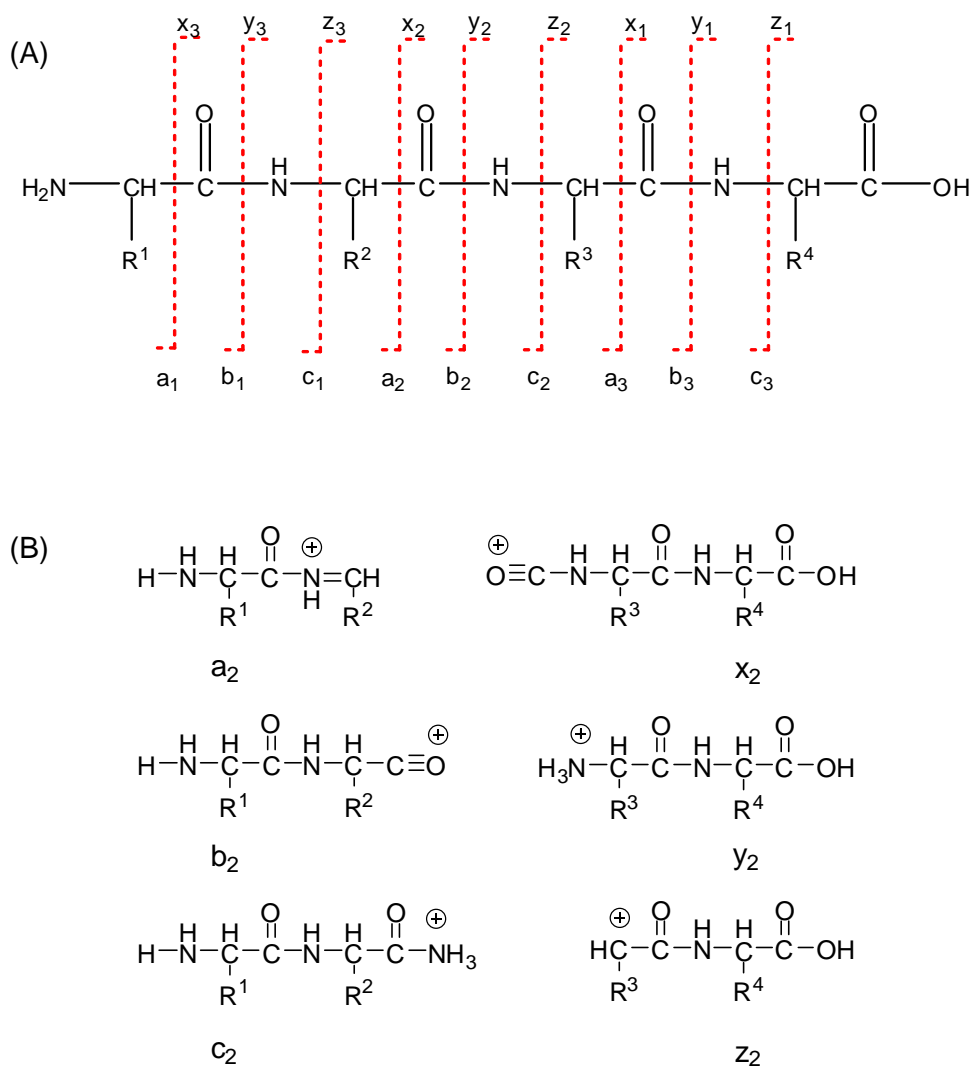 x₃ y₃ z₃ x₂ y₂ z₂ x₁ y₁ z₁
(A)
O O O O
H H H
H₂N CH C N CH C N CH C N CH C OH
R¹ R² R³ R⁴
a₁ b₁ c₁ a₂ b₂ c₂ a₃ b₃ c₃
(B)
H H O + + H H O H H O
H N C C N CH O C N C C N C C OH
R¹ H R² R³ R⁴
a₂ x₂
H H O H H + + H O H H O
H N C C N C C O H₃N C C N C C OH
R¹ R² R³ R⁴
b₂ y₂
H H O H H O + + O H H O
H N C C N C C NH₃ HC C N C C OH
R¹ R² R³ R⁴
c₂ z₂